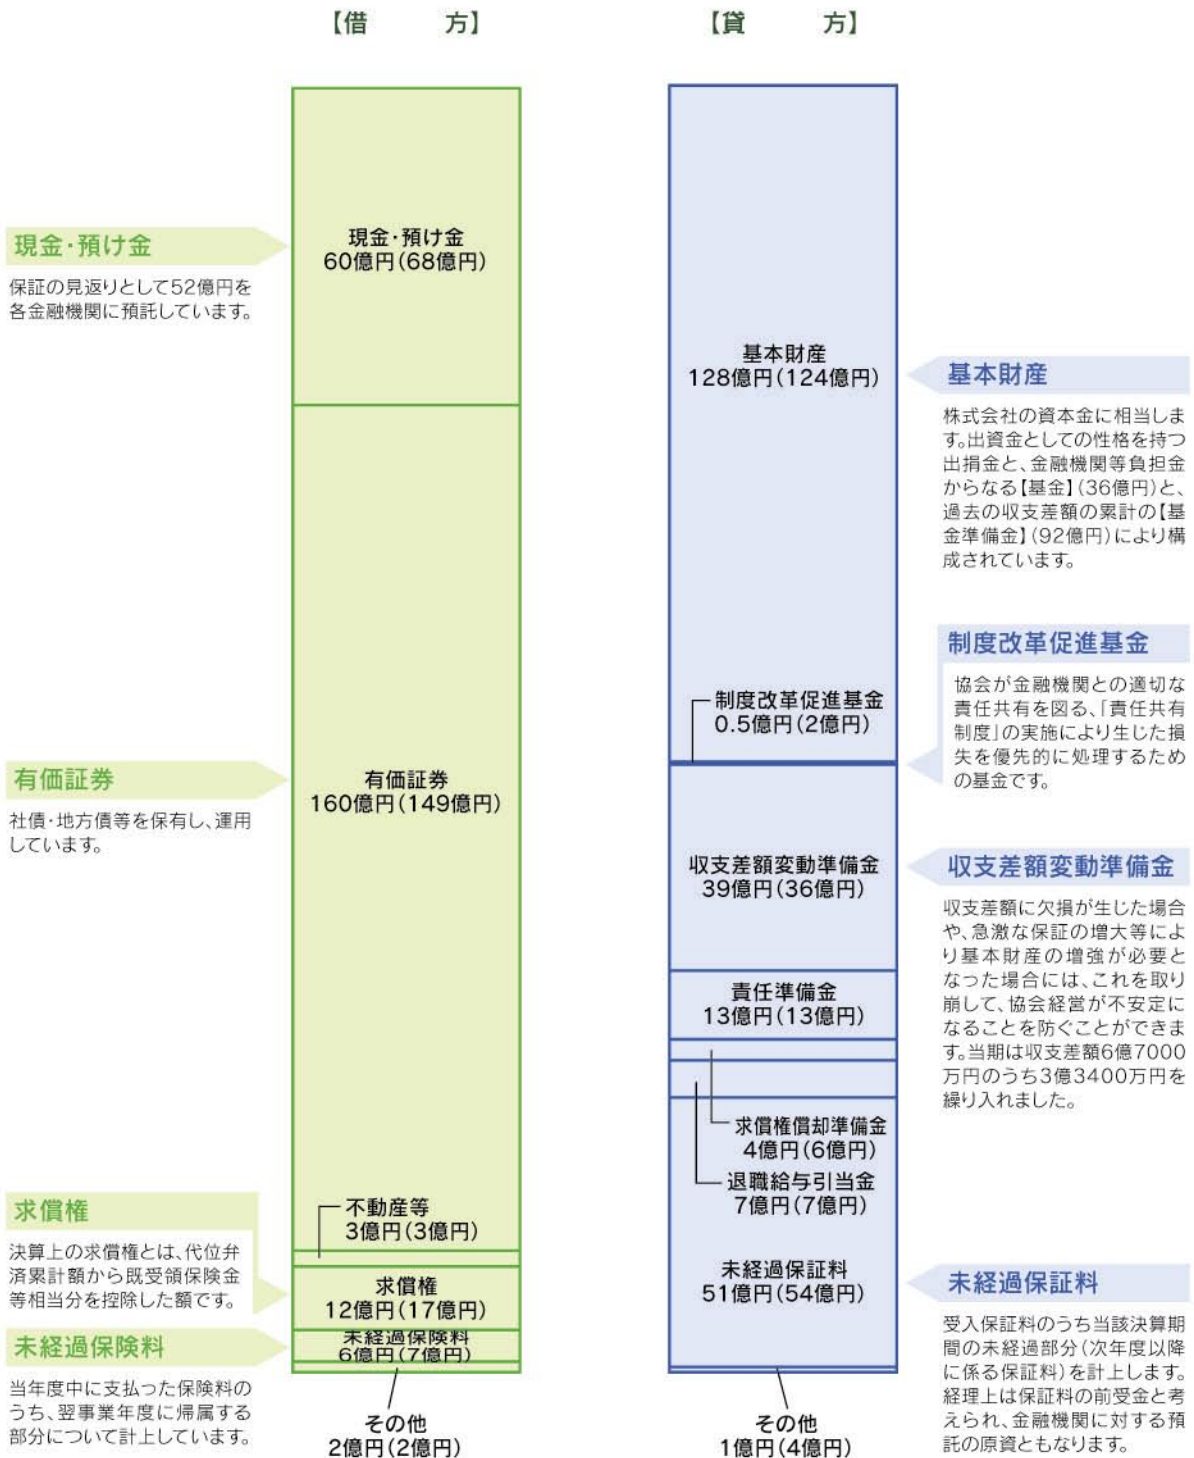 【借　　　方】
【貸　　　方】
現金・預け金
保証の見返りとして52億円を
各金融機関に預託しています。
有価証券
社債・地方債等を保有し、運用
しています。
求償権
決算上の求償権とは、代位弁
済累計額から既受領保険金
等相当分を控除した額です。
未経過保険料
当年度中に支払った保険料の
うち、翌事業年度に帰属する
部分について計上しています。
現金・預け金
60億円(68億円)
有価証券
160億円(149億円)
不動産等
3億円(3億円)
求償権
12億円(17億円)
未経過保険料
6億円(7億円)
その他
2億円(2億円)
基本財産
128億円(124億円)
制度改革促進基金
0.5億円(2億円)
収支差額変動準備金
39億円(36億円)
責任準備金
13億円(13億円)
求償権償却準備金
4億円(6億円)
退職給与引当金
7億円(7億円)
未経過保証料
51億円(54億円)
その他
1億円(4億円)
基本財産
株式会社の資本金に相当しま
す。出資金としての性格を持つ
出捐金と、金融機関等負担金
からなる【基金】(36億円)と、
過去の収支差額の累計の【基
金準備金】(92億円)により構
成されています。
制度改革促進基金
協会が金融機関との適切な
責任共有を図る、「責任共有
制度」の実施により生じた損
失を優先的に処理するため
の基金です。
収支差額変動準備金
収支差額に欠損が生じた場合
や、急激な保証の増大等によ
り基本財産の増強が必要と
なった場合には、これを取り
崩して、協会経営が不安定に
なることを防ぐことができま
す。当期は収支差額6億7000
万円のうち3億3400万円を
繰り入れました。
未経過保証料
受入保証料のうち当該決算期
間の未経過部分(次年度以降
に係る保証料)を計上します。
経理上は保証料の前受金と考
えられ、金融機関に対する預
託の原資ともなります。